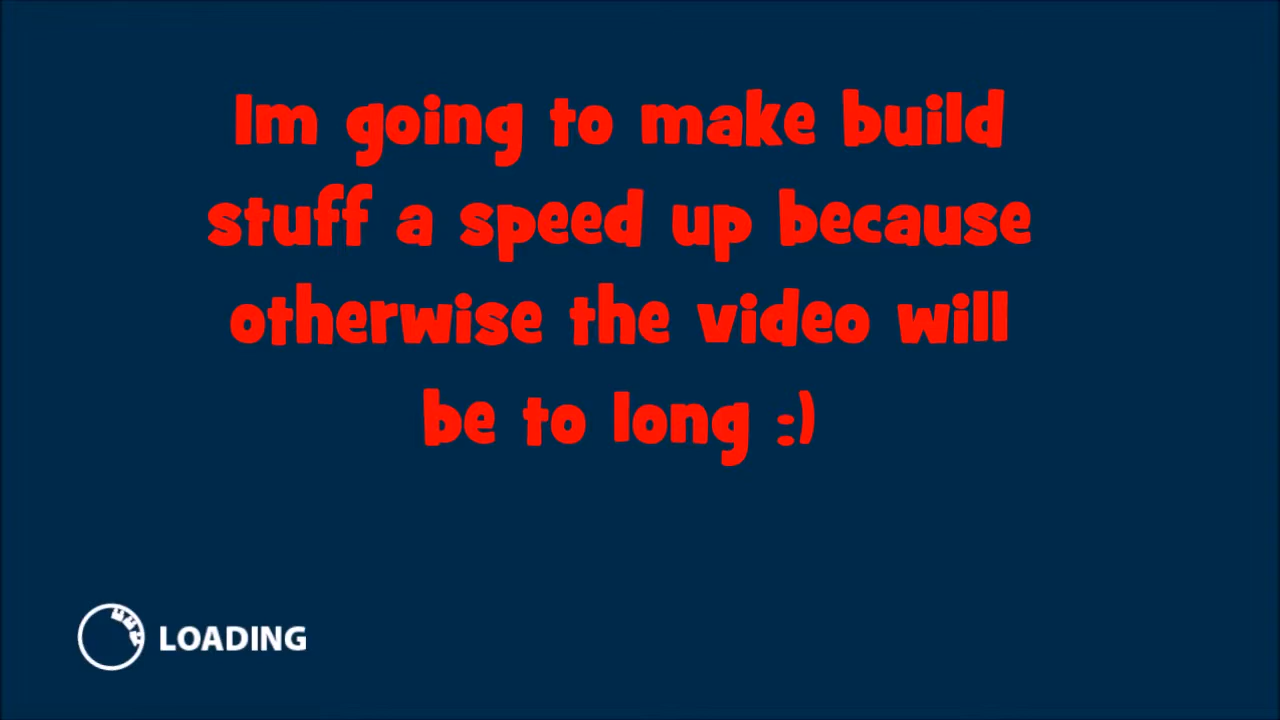 Im going to make build
stuff a speed up because
otherwise the video will
be to long :)
LOADING